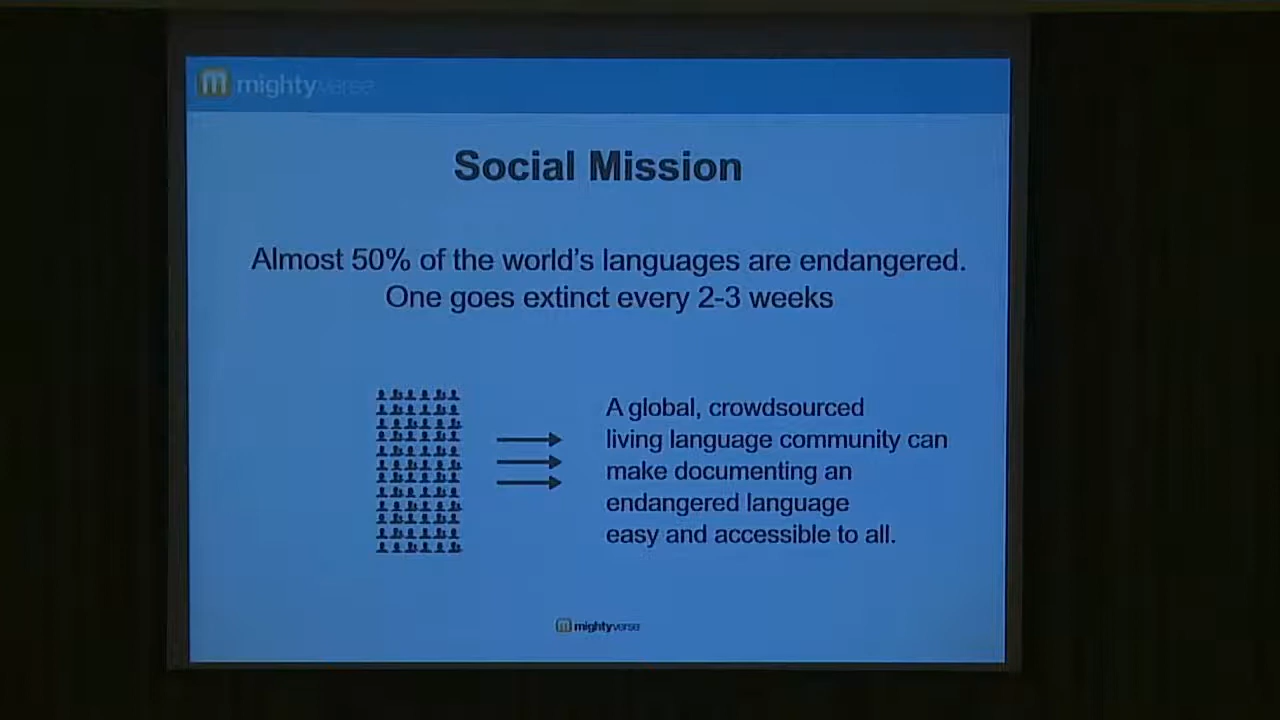 mightyverse
Social Mission
Almost 50% of the world's languages are endangered.
One goes extinct every 2-3 weeks
A global, crowdsourced
living language community can
make documenting an
endangered language
easy and accessible to all.
mightyverse